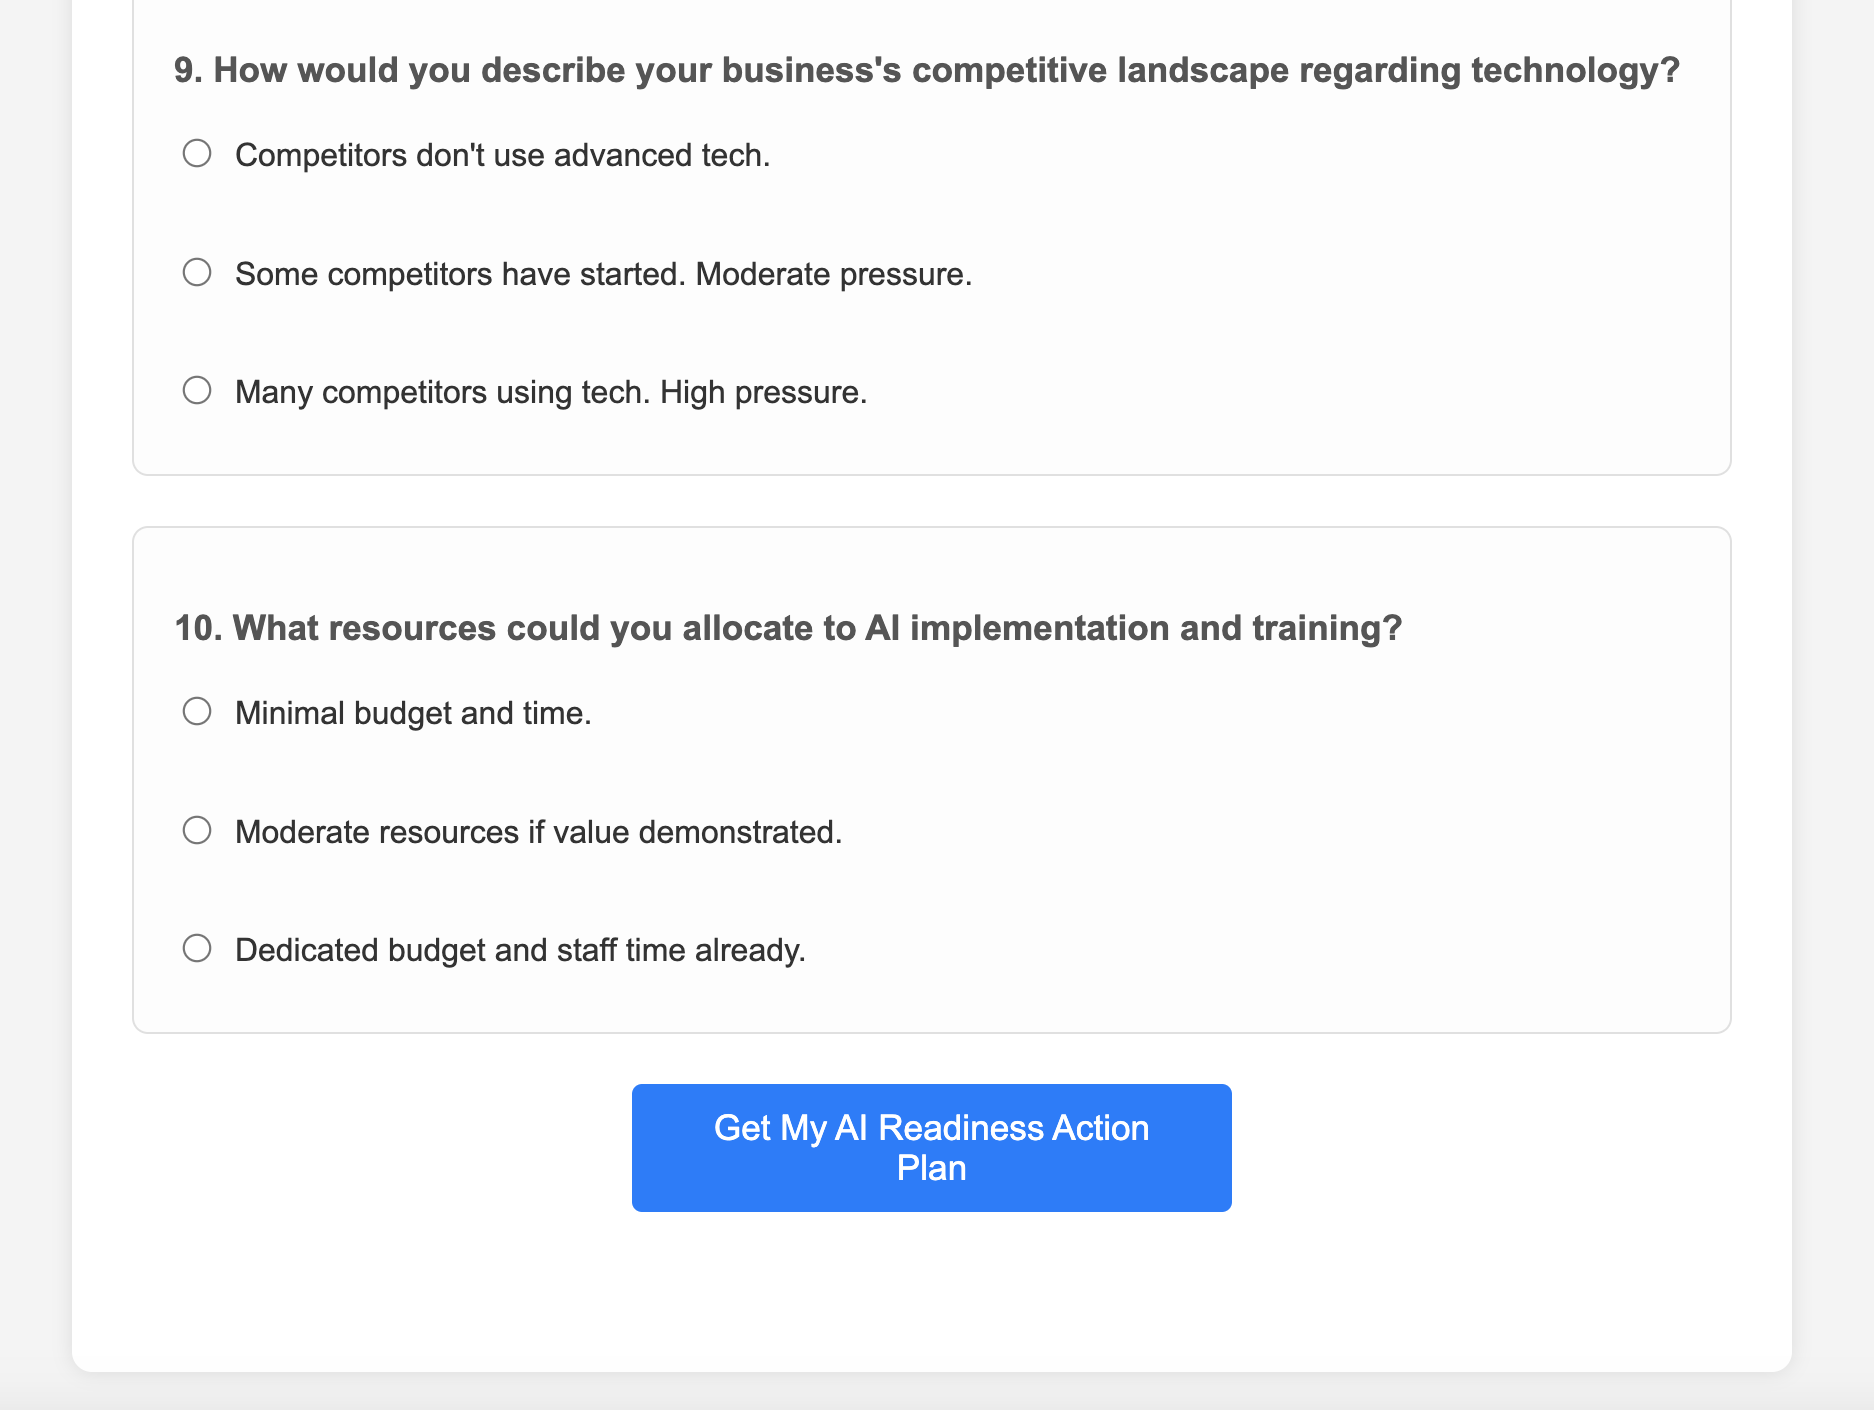 9. How would you describe your business's competitive landscape regarding technology?
Competitors don't use advanced tech.
Some competitors have started. Moderate pressure.
Many competitors using tech. High pressure.
10. What resources could you allocate to AI implementation and training?
Minimal budget and time.
Moderate resources if value demonstrated.
Dedicated budget and staff time already.
Get My AI Readiness Action
Plan